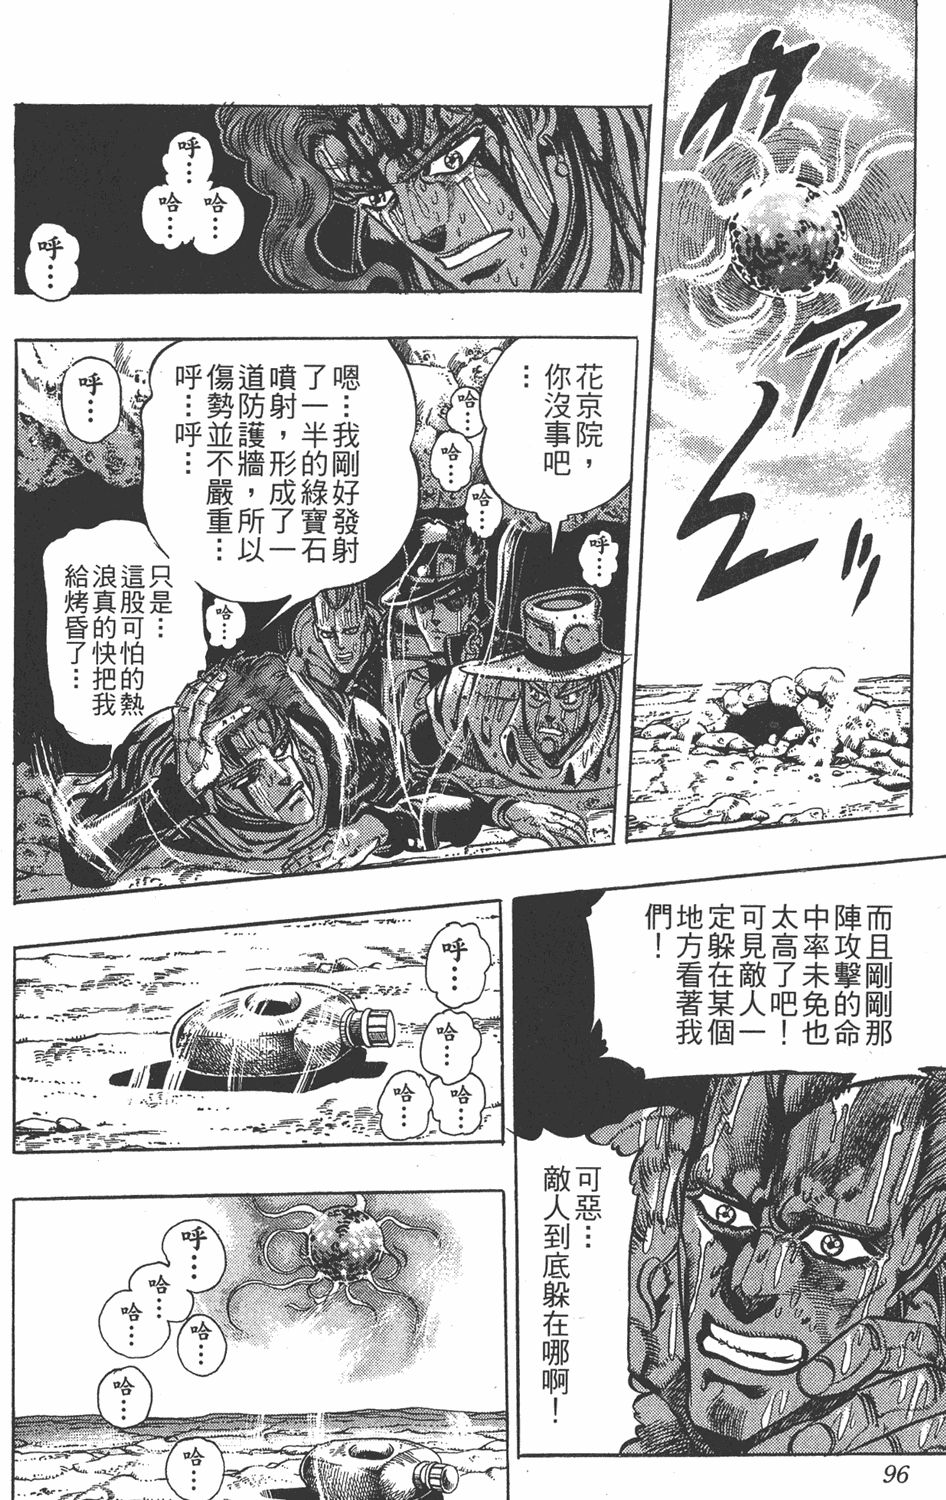 カァーッ
呼…
哈…
哈…
呼…
花京院，
你沒事吧
…
哈…
哈…
哈…
呼…
嗯…我剛好發射
了一半的綠寶石
噴射，形成了一
道防護牆，所以
傷勢並不嚴重…
呼…呼…
呼…
哈…
只是…
這股可怕的熱
浪真的快把我
給烤昏了…
而且剛剛那
陣攻擊的命
中率未免也
太高了吧！
可見敵人一
定躲在某個
地方看著我
們！
可惡…
敵人到底躲在哪啊！
呼…
哈…
哈…
哈…
呼…
哈…
哈…
哈…
哈…
哈…
96